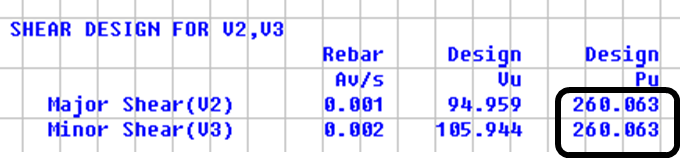 SHEAR DESIGN FOR V2,V3
Rebar Design Design
Av/s Vu Pu
Major Shear(V2) 0.001 94.959 260.063
Minor Shear(V3) 0.002 105.944 260.063